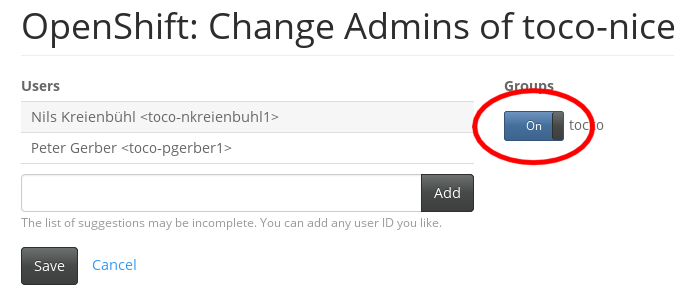 OpenShift: Change Admins of toco-nice
Users
Groups
Nils Kreienbühl <toco-nkreienbuhl1>
On
tocco
Peter Gerber <toco-pgerber1>
Add
The list of suggestions may be incomplete. You can add any user ID you like.
Save
Cancel